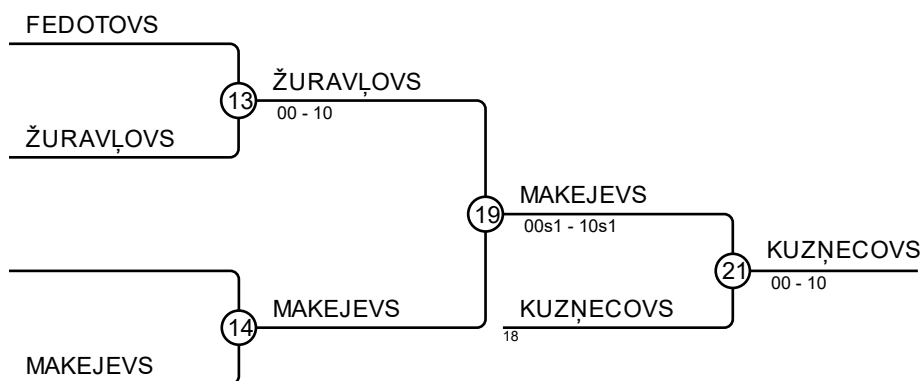 FEDOTOVS
13
ŽURAVĻOVS
00 - 10
ŽURAVĻOVS
19
MAKEJEVS
00s1 - 10s1
21
KUZŅECOVS
00 - 10
14
MAKEJEVS
KUZŅECOVS
18
MAKEJEVS